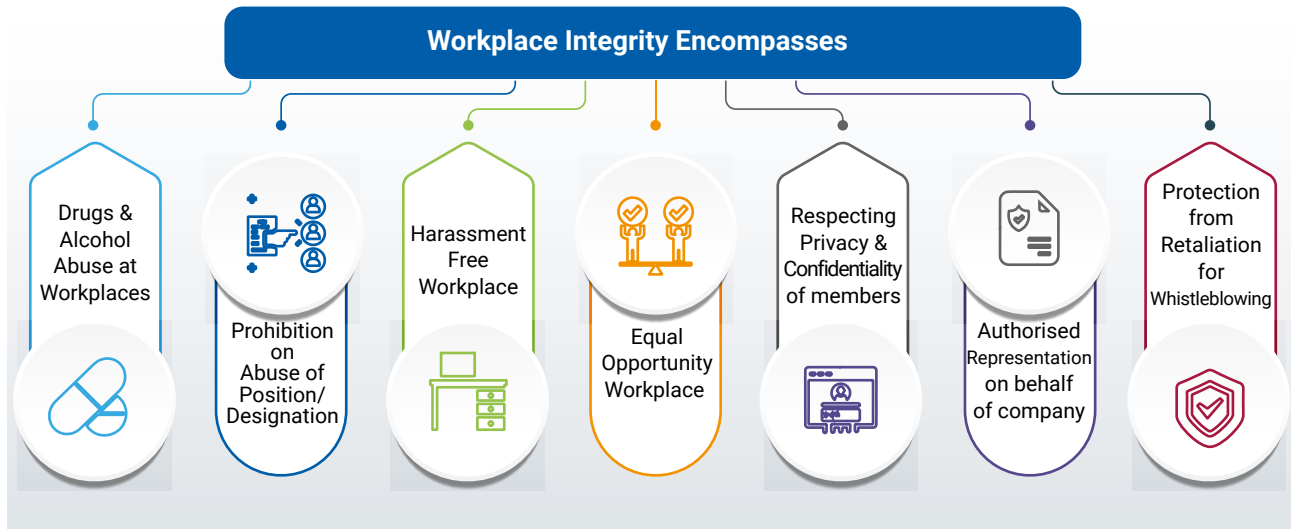 Workplace Integrity Encompasses
Drugs &
Alcohol
Abuse at
Workplaces
Prohibition
on
Abuse of
Position/
Designation
Harassment
Free
Workplace
Equal
Opportunity
Workplace
Respecting
Privacy &
Confidentiality
of members
Authorised
Representation
on behalf
of company
Protection
from
Retaliation
for
Whistleblowing